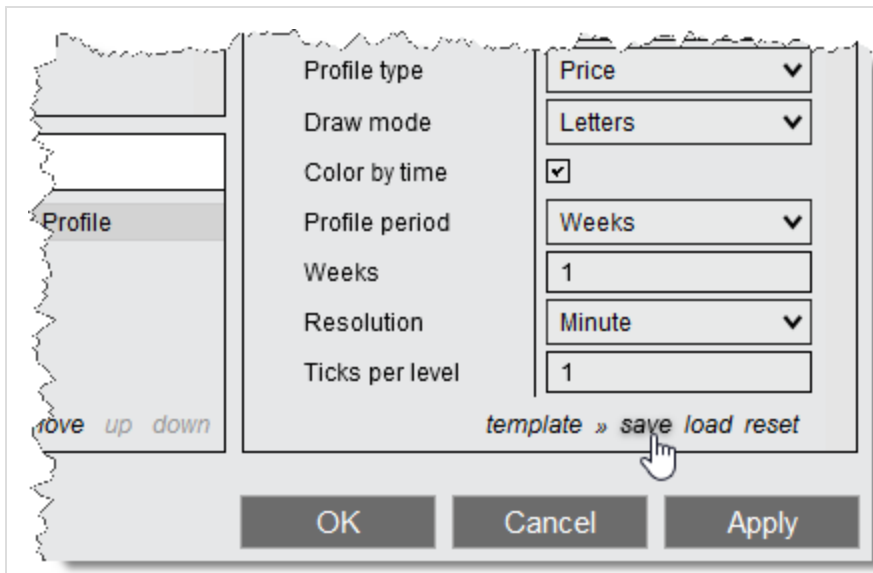 Profile type Price
Draw mode Letters
Color by time
Profile
Profile period Weeks
Weeks 1
Resolution Minute
Ticks per level 1
up down
template » save load reset
OK Cancel Apply